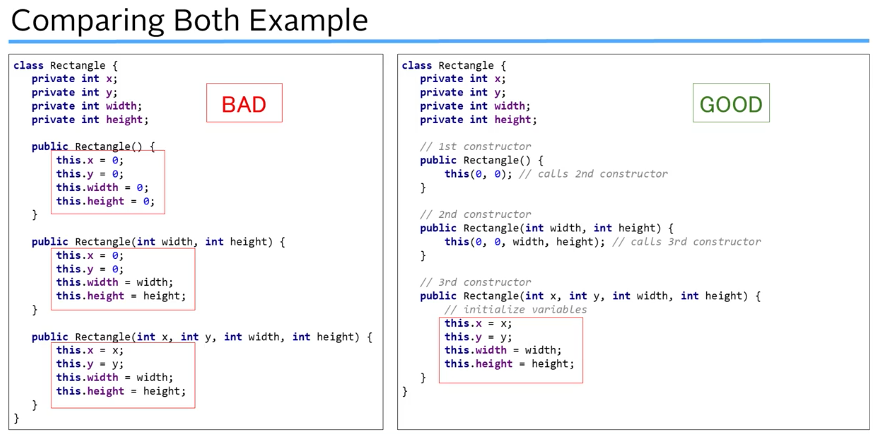 Comparing Both Example
class Rectangle {
private int x;
private int y;
private int width;
private int height;
BAD
public Rectangle() {
this.x = 0;
this.y = 0;
this.width = 0;
this.height = 0;
}
public Rectangle(int width, int height) {
this.x = 0;
this.y = 0;
this.width = width;
this.height = height;
}
public Rectangle(int x, int y, int width, int height) {
this.x = x;
this.y = y;
this.width = width;
this.height = height;
}
}
class Rectangle {
private int x;
private int y;
private int width;
private int height;
GOOD
// 1st constructor
public Rectangle() {
this(0, 0); // calls 2nd constructor
}
// 2nd constructor
public Rectangle(int width, int height) {
this(0, 0, width, height); // calls 3rd constructor
}
// 3rd constructor
public Rectangle(int x, int y, int width, int height) {
// initialize variables
this.x = x;
this.y = y;
this.width = width;
this.height = height;
}
}